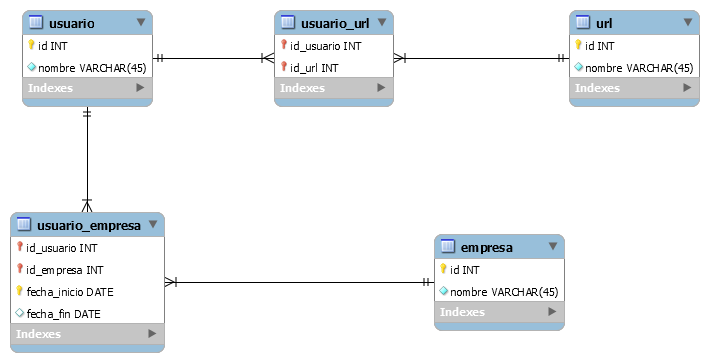 usuario
id INT
nombre VARCHAR(45)
Indexes
usuario_url
id_usuario INT
id_url INT
Indexes
url
id INT
nombre VARCHAR(45)
Indexes
usuario_empresa
id_usuario INT
id_empresa INT
fecha_inicio DATE
fecha_fin DATE
Indexes
empresa
id INT
nombre VARCHAR(45)
Indexes